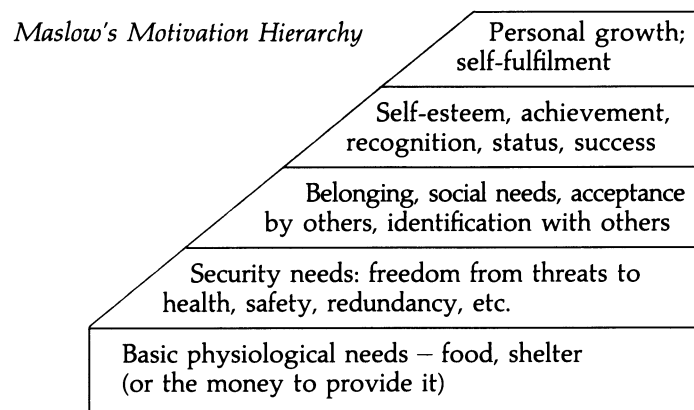 Maslow's Motivation Hierarchy
Personal growth;
self-fulfilment
Self-esteem, achievement,
recognition, status, success
Belonging, social needs, acceptance
by others, identification with others
Security needs: freedom from threats to
health, safety, redundancy, etc.
Basic physiological needs – food, shelter
(or the money to provide it)